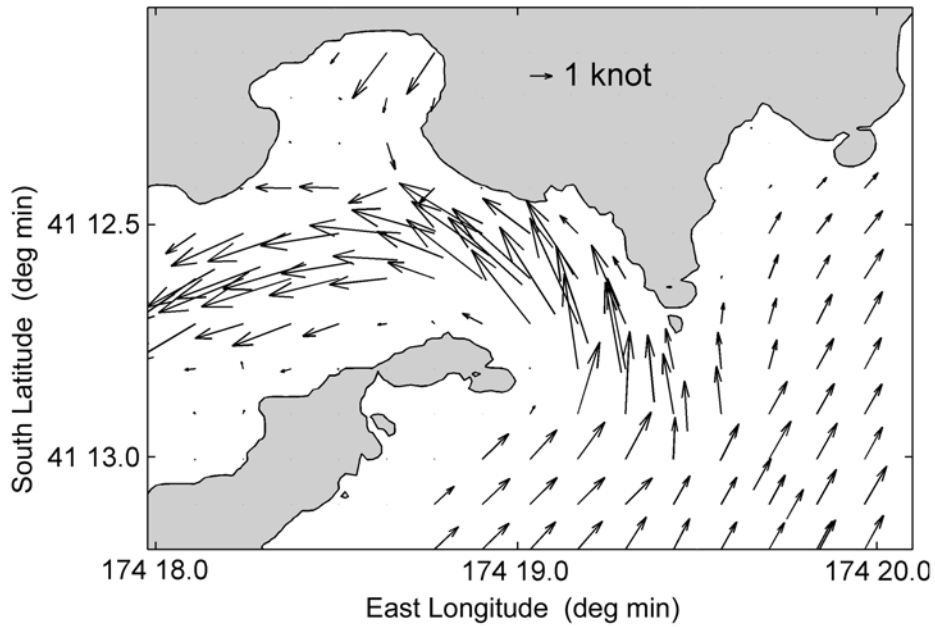 1 knot
41 12.5
41 13.0
South Latitude (deg min)
174 18.0
174 19.0
174 20.0
East Longitude (deg min)